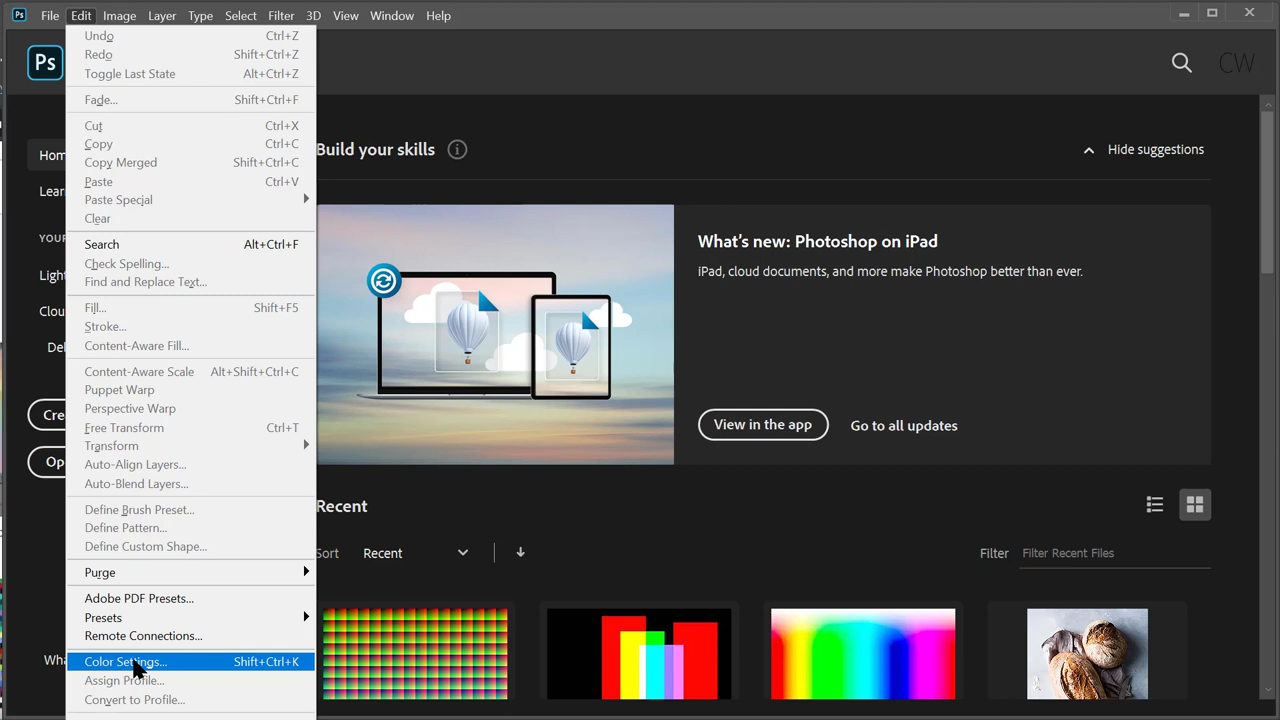 Ps File Edit Image Layer Type Select Filter 3D View Window Help
Ps
CW
Undo Ctrl+Z
Redo Shift+Ctrl+Z
Toggle Last State Alt+Ctrl+Z
Fade... Shift+Ctrl+F
Cut Ctrl+X
Copy Ctrl+C
Copy Merged Shift+Ctrl+C
Paste Ctrl+V
Paste Special
Clear
Search Alt+Ctrl+F
Check Spelling...
Find and Replace Text...
Fill... Shift+F5
Stroke...
Content-Aware Fill...
Content-Aware Scale Alt+Shift+Ctrl+C
Puppet Warp
Perspective Warp
Free Transform Ctrl+T
Transform
Auto-Align Layers...
Auto-Blend Layers...
Define Brush Preset...
Define Pattern...
Define Custom Shape...
Purge
Adobe PDF Presets...
Presets
Remote Connections...
Color Settings... Shift+Ctrl+K
Assign Profile...
Convert to Profile...
Build your skills
Hide suggestions
What's new: Photoshop on iPad
iPad, cloud documents, and more make Photoshop better than ever.
View in the app Go to all updates
Recent
Sort Recent
Filter Filter Recent Files